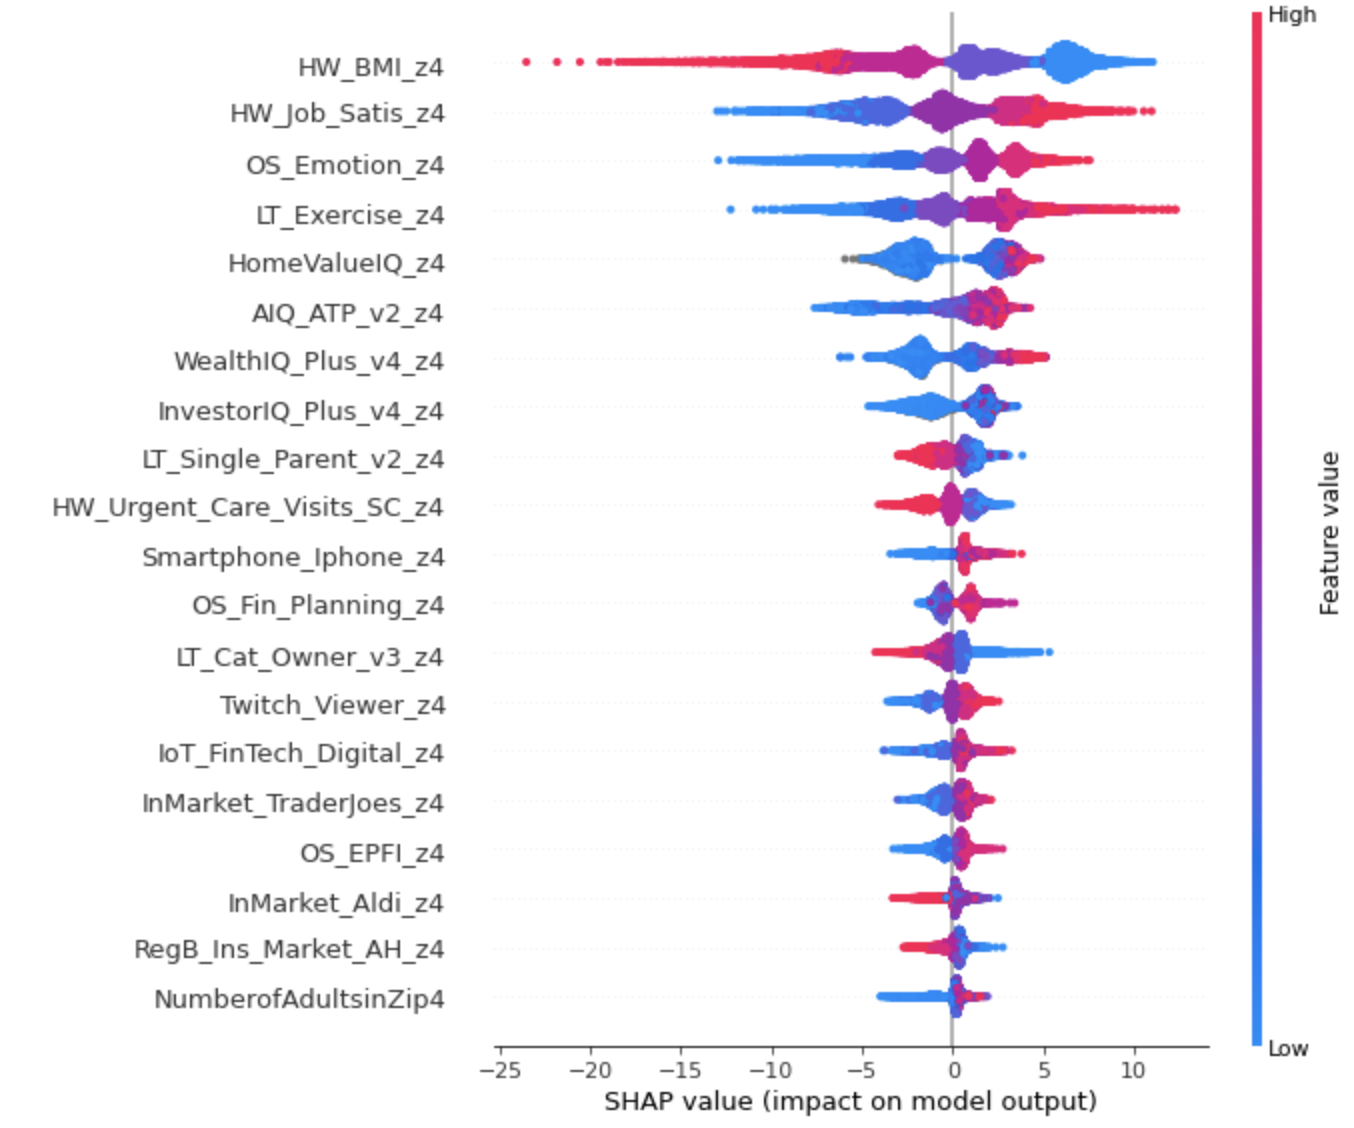 High
HW_BMI_z4
HW_Job_Satis_z4
OS_Emotion_z4
LT_Exercise_z4
HomeValueIQ_z4
AIQ_ATP_v2_z4
WealthIQ_Plus_v4_z4
InvestorIQ_Plus_v4_z4
LT_Single_Parent_v2_z4
HW_Urgent_Care_Visits_SC_z4
Smartphone_Iphone_z4
OS_Fin_Planning_z4
LT_Cat_Owner_v3_z4
Twitch_Viewer_z4
IoT_FinTech_Digital_z4
InMarket_TraderJoes_z4
OS_EPFI_z4
InMarket_Aldi_z4
RegB_Ins_Market_AH_z4
NumberofAdultsinZip4
Feature value
Low
−25 −20 −15 −10 −5 0 5 10
SHAP value (impact on model output)